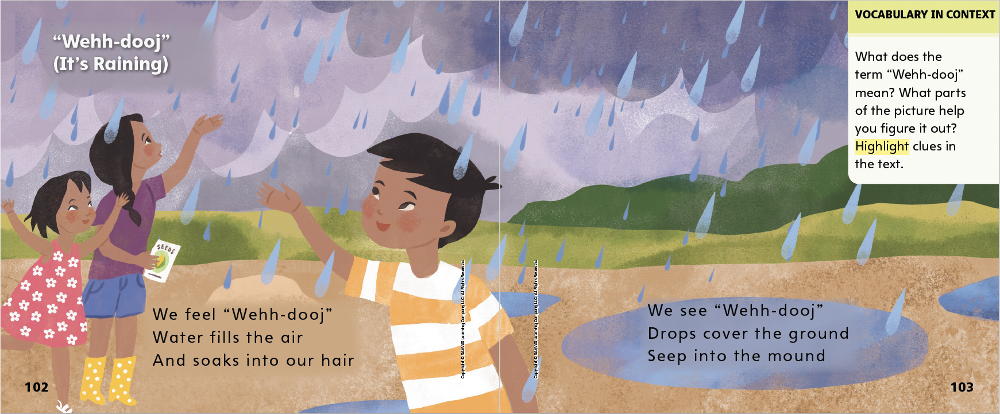 “Wehh-dooj”
(It’s Raining)
SEEDS
We feel “Wehh-dooj”
Water fills the air
And soaks into our hair
Copyright © SAVVAS Learning Company LLC. All Rights Reserved.
102
Copyright © SAVVAS Learning Company LLC. All Rights Reserved.
We see “Wehh-dooj”
Drops cover the ground
Seep into the mound
103
VOCABULARY IN CONTEXT
What does the
term “Wehh-dooj”
mean? What parts
of the picture help
you figure it out?
Highlight clues in
the text.